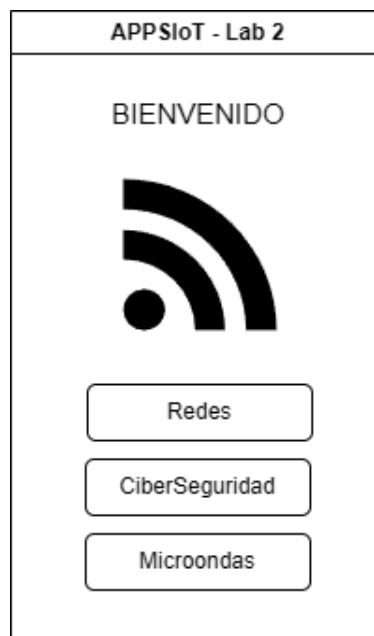 APPSIoT - Lab 2
BIENVENIDO
Redes
CiberSeguridad
Microondas